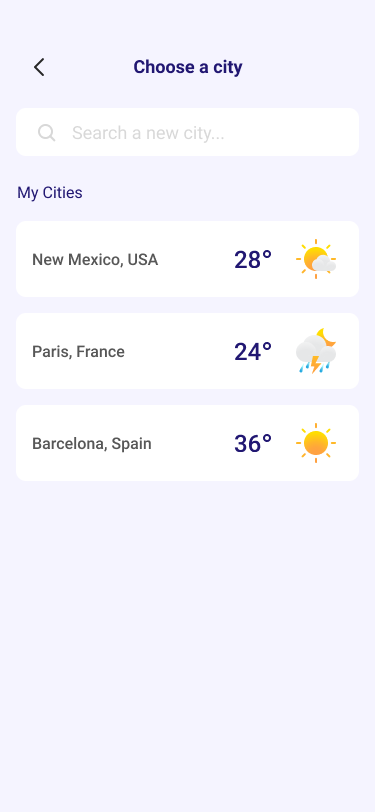 Choose a city
Search a new city...
My Cities
New Mexico, USA 28°
Paris, France 24°
Barcelona, Spain 36°